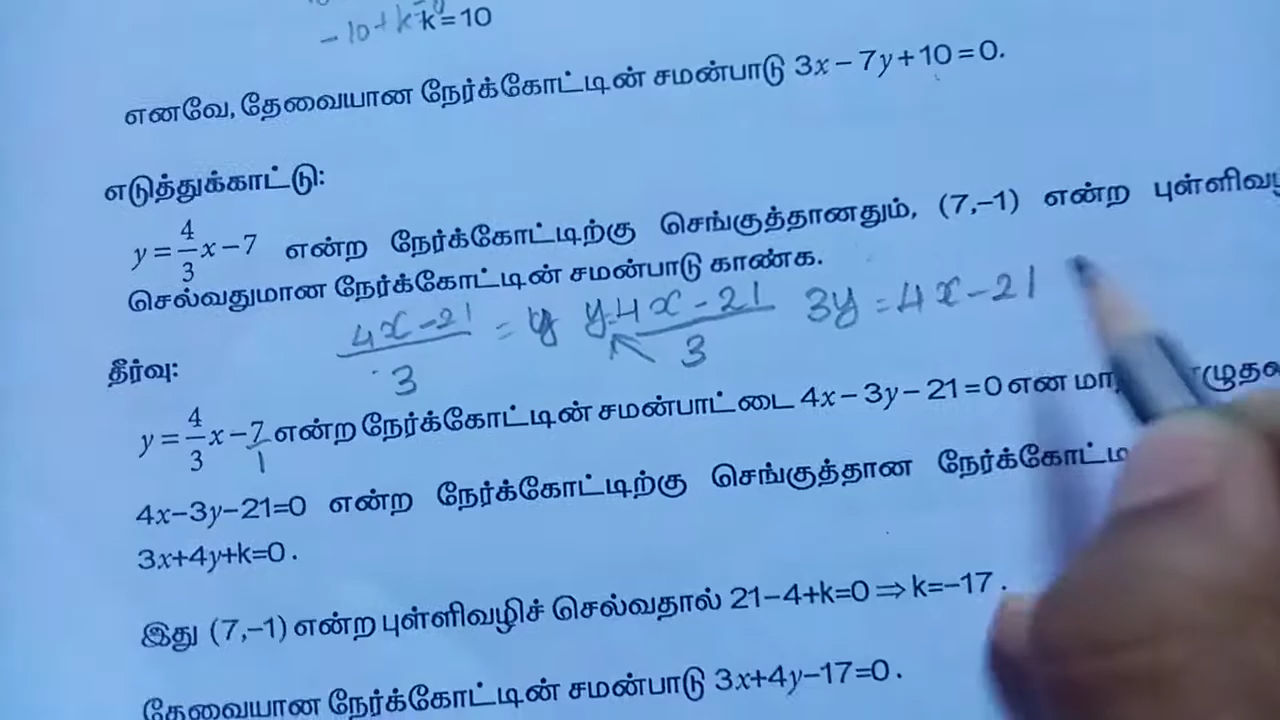 -10+k k=10
எனவே, தேவையான நேர்க்கோட்டின் சமன்பாடு 3x−7y+10=0.
எடுத்துக்காட்டு:
y=4/3 x−7 என்ற நேர்க்கோட்டிற்கு செங்குத்தானதும், (7,−1) என்ற
செல்வதுமான நேர்க்கோட்டின் சமன்பாடு காண்க.
4x-21/3 = y y=4x-21/3 3y=4x-21
தீர்வு:
y=4/3 x−7/1 என்ற நேர்க்கோட்டின் சமன்பாட்டை 4x−3y−21=0 என
4x−3y−21=0 என்ற நேர்க்கோட்டிற்கு செங்குத்தான
3x+4y+k=0.
இது (7,−1) என்ற புள்ளிவழிச் செல்வதால் 21−4+k=0⇒k=−17.
தேவையான நேர்க்கோட்டின் சமன்பாடு 3x+4y−17=0.